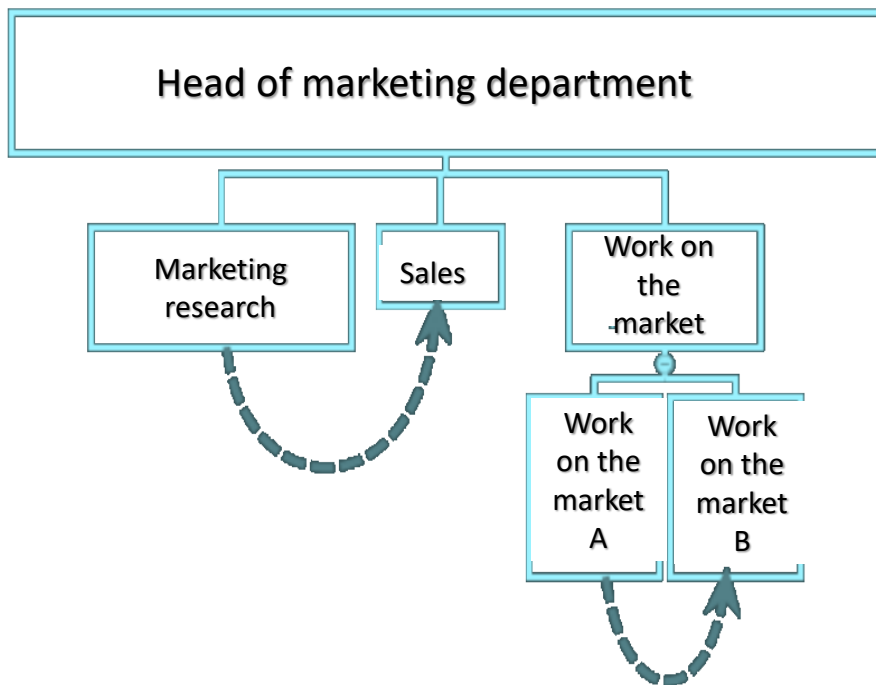 Head of marketing department
Marketing
research
Sales
Work on
the
market
Work
on the
market
A
Work
on the
market
B